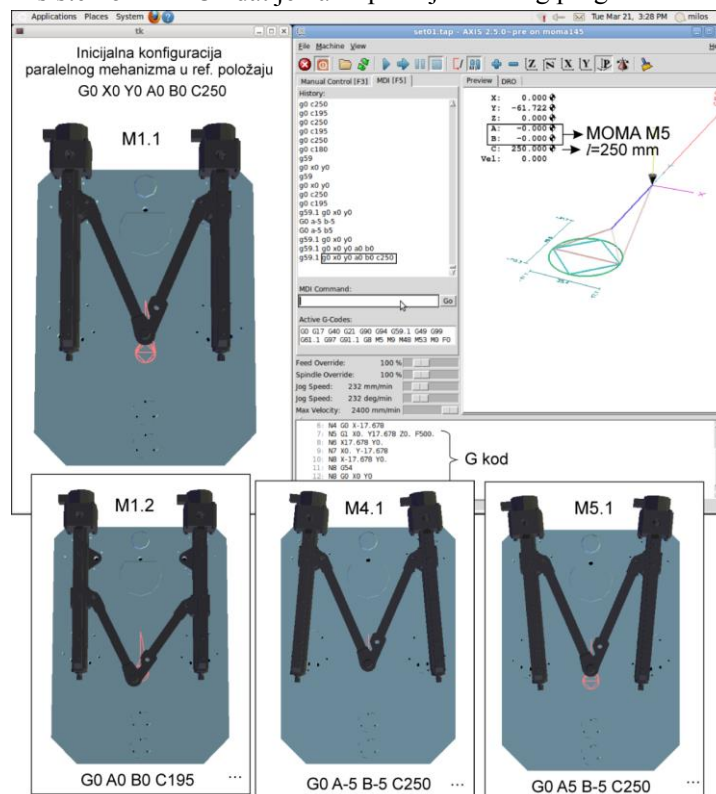 Applications Places System
Tue Mar 21, 3:28 PM
milos
tk
Inicijalna konfiguracija
paralelnog mehanizma u ref. položaju
G0 X0 Y0 A0 B0 C250
M1.1
set01.tap - AXIS 2.5.0~pre on moma145
File Machine View
Manual Control [F3] MDI [F5]
History:
g0 c250
g0 c195
g0 c250
g0 c195
g0 c250
g0 c180
g59
g0 x0 y0
g59
g0 x0 y0
g0 c250
g0 c195
g59.1 g0 x0 y0
G0 a-5 b-5
G0 a-5 b5
g59.1 g0 x0 y0
g59.1 g0 x0 y0 a0 b0
g59.1 g0 x0 y0 a0 b0 c250
MDI Command:
Go
Active G-Codes:
G0 G17 G40 G21 G90 G94 G59.1 G49 G99
G61.1 G97 G91.1 G8 M5 M9 M48 M53 M0 F0
Feed Override: 100 %
Spindle Override: 100 %
Jog Speed: 232 mm/min
Jog Speed: 232 deg/min
Max Velocity: 2400 mm/min
Preview DRO
X: 0.000
Y: -61.722
Z: 0.000
A: -0.000
B: -0.000
C: 250.000
Vel: 0.000
MOMA M5
l=250 mm
6: N4 G0 X-17.678
7: N5 G1 X0. Y17.678 Z0. F500.
8: N6 X17.678 Y0.
9: N7 X0. Y-17.678
10: N8 X-17.678 Y0.
11: N8 G54
12: N8 G0 X0 Y0
G kod
M1.2
G0 A0 B0 C195 ...
M4.1
G0 A-5 B-5 C250 ...
M5.1
G0 A5 B-5 C250 ...